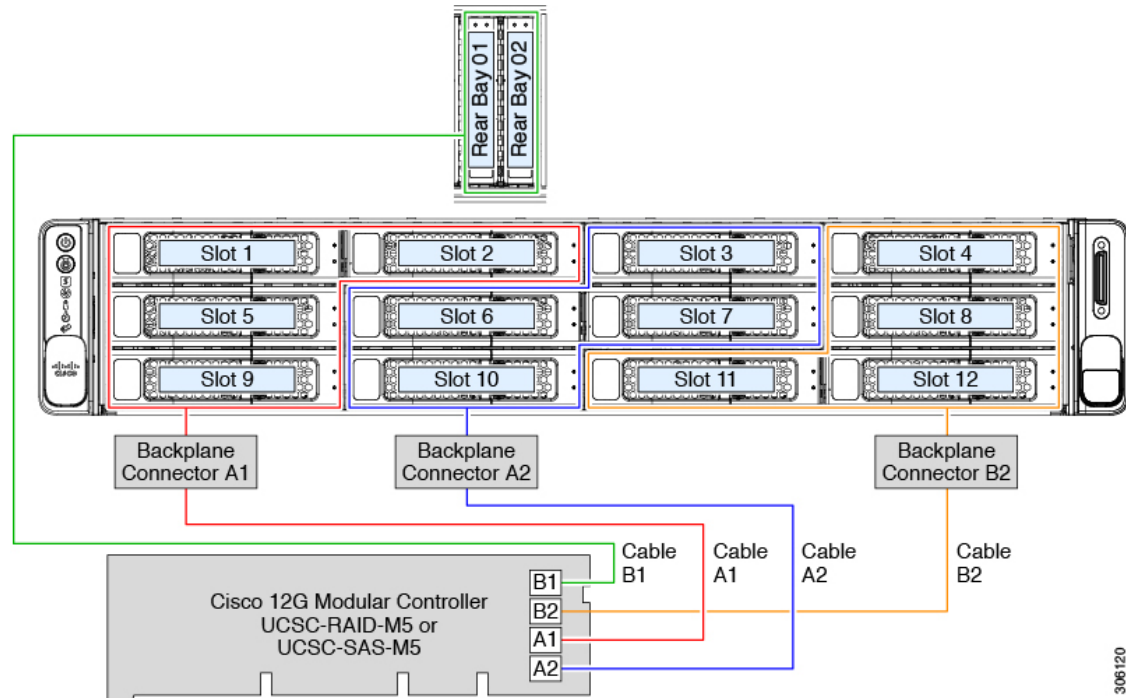 Rear Bay 01
Rear Bay 02
Slot 1
Slot 2
Slot 3
Slot 4
Slot 5
Slot 6
Slot 7
Slot 8
Slot 9
Slot 10
Slot 11
Slot 12
CISCO
Backplane
Connector A1
Backplane
Connector A2
Backplane
Connector B2
Cable
B1
Cable
A1
Cable
A2
Cable
B2
Cisco 12G Modular Controller
UCSC-RAID-M5 or
UCSC-SAS-M5
B1
B2
A1
A2
306120